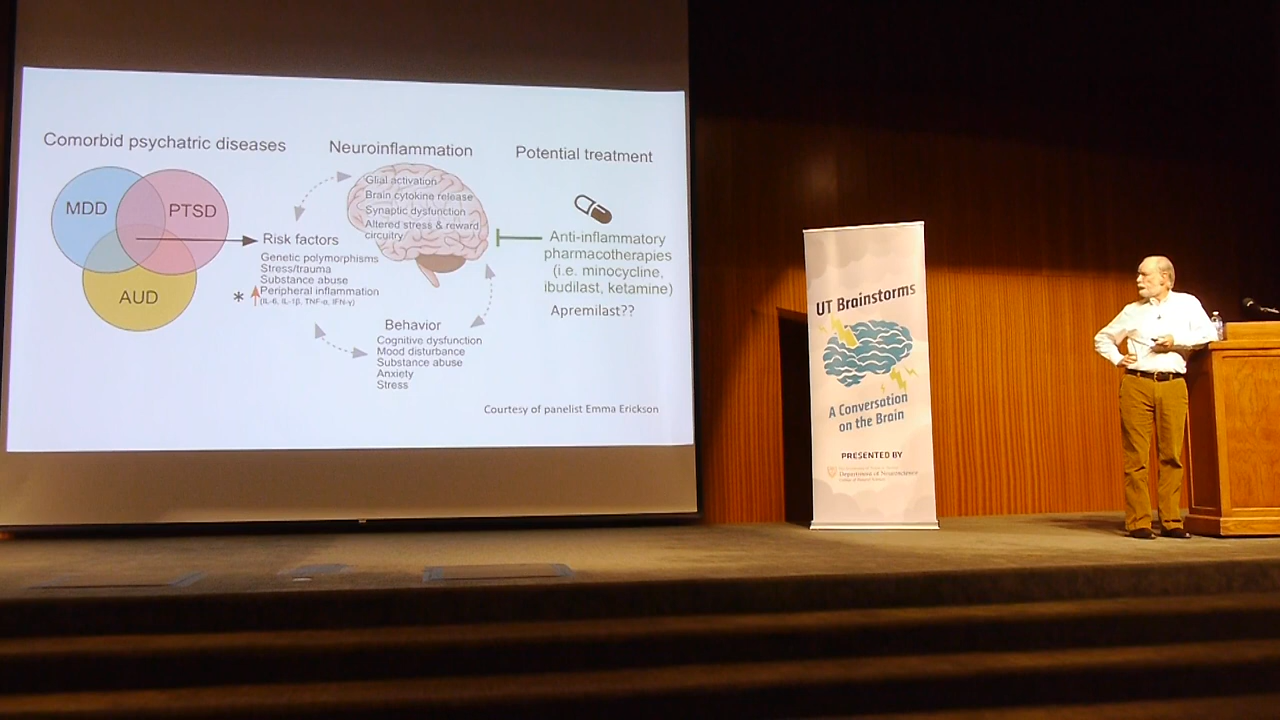 Comorbid psychatric diseases
MDD
PTSD
AUD
Risk factors
Genetic polymorphisms
Stress/trauma
Substance abuse
* Peripheral inflammation
(IL-6, IL-1β, TNF-α, IFN-γ)
Neuroinflammation
Glial activation
Brain cytokine release
Synaptic dysfunction
Altered stress & reward
circuitry
Behavior
Cognitive dysfunction
Mood disturbance
Substance abuse
Anxiety
Stress
Potential treatment
Anti-inflammatory
pharmacotherapies
(i.e. minocycline,
ibudilast, ketamine)
Apremilast??
Courtesy of panelist Emma Erickson
UT Brainstorms
A Conversation
on the Brain
PRESENTED BY
Department of Neuroscience